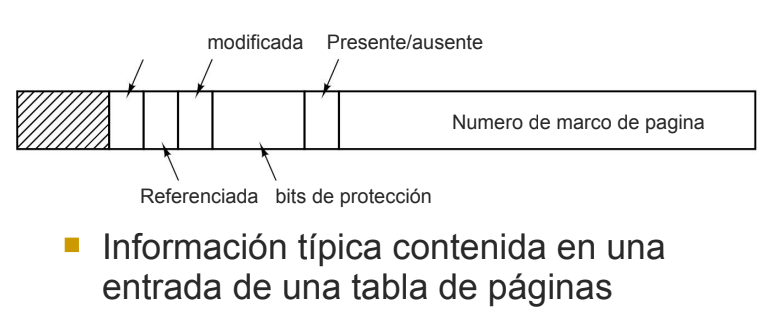 modificada Presente/ausente
Numero de marco de pagina
Referenciada bits de protección
Información típica contenida en una
entrada de una tabla de páginas